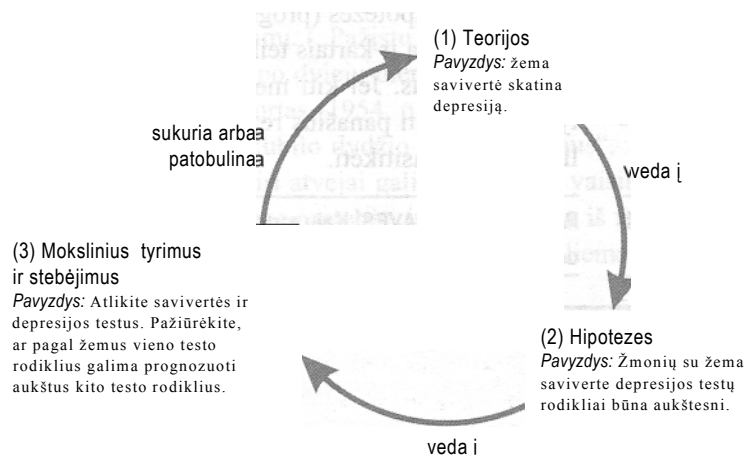 (1) Teorijos
Pavyzdys: žema
savivertė skatina
depresiją.
sukuria arba
patobulina
veda į
(3) Mokslinius tyrimus
ir stebėjimus
Pavyzdys: Atlikite savivertės ir
depresijos testus. Pažiūrėkite,
ar pagal žemus vieno testo
rodiklius galima prognozuoti
aukštus kito testo rodiklius.
(2) Hipotezes
Pavyzdys: Žmonių su žema
saviverte depresijos testų
rodikliai būna aukštesni.
veda į